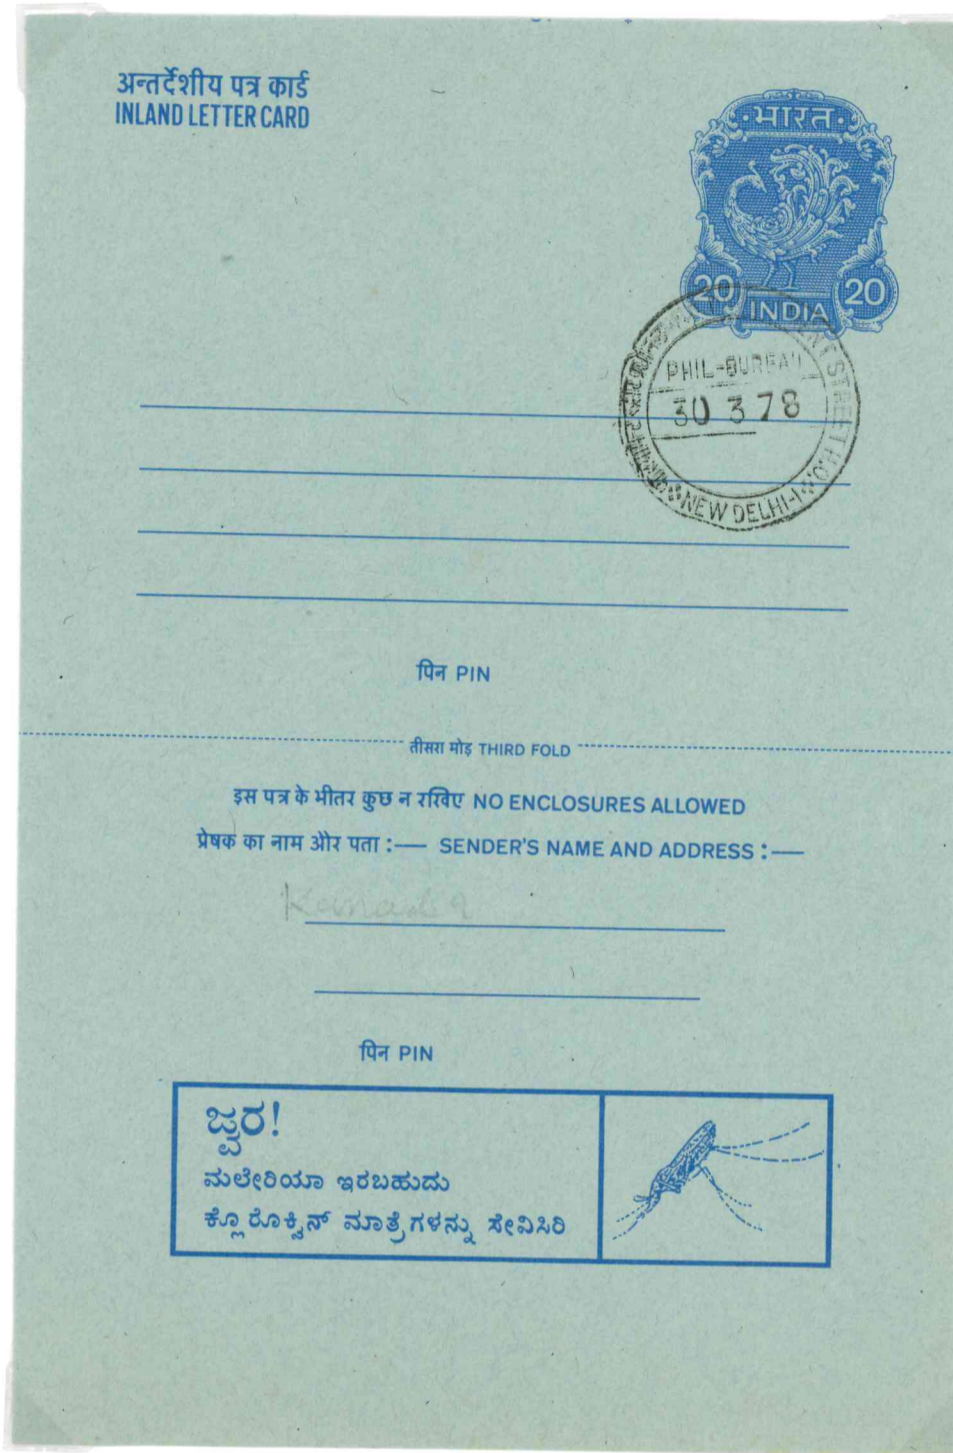 अन्तर्देशीय पत्र कार्ड
INLAND LETTER CARD
भारत
20 20
INDIA
STREET H.O.
PHIL-BUREAU
30 3 78
NEW DELHI-1
पिन PIN
तीसरा मोड़ THIRD FOLD
इस पत्र के भीतर कुछ न रखिए NO ENCLOSURES ALLOWED
प्रेषक का नाम और पता :— SENDER'S NAME AND ADDRESS :—
पिन PIN
ಜ್ವರ!
ಮಲೇರಿಯಾ ಇರಬಹುದು
ಕ್ಲೊರೊಕ್ವಿನ್ ಮಾತ್ರೆಗಳನ್ನು ಸೇವಿಸಿರಿ